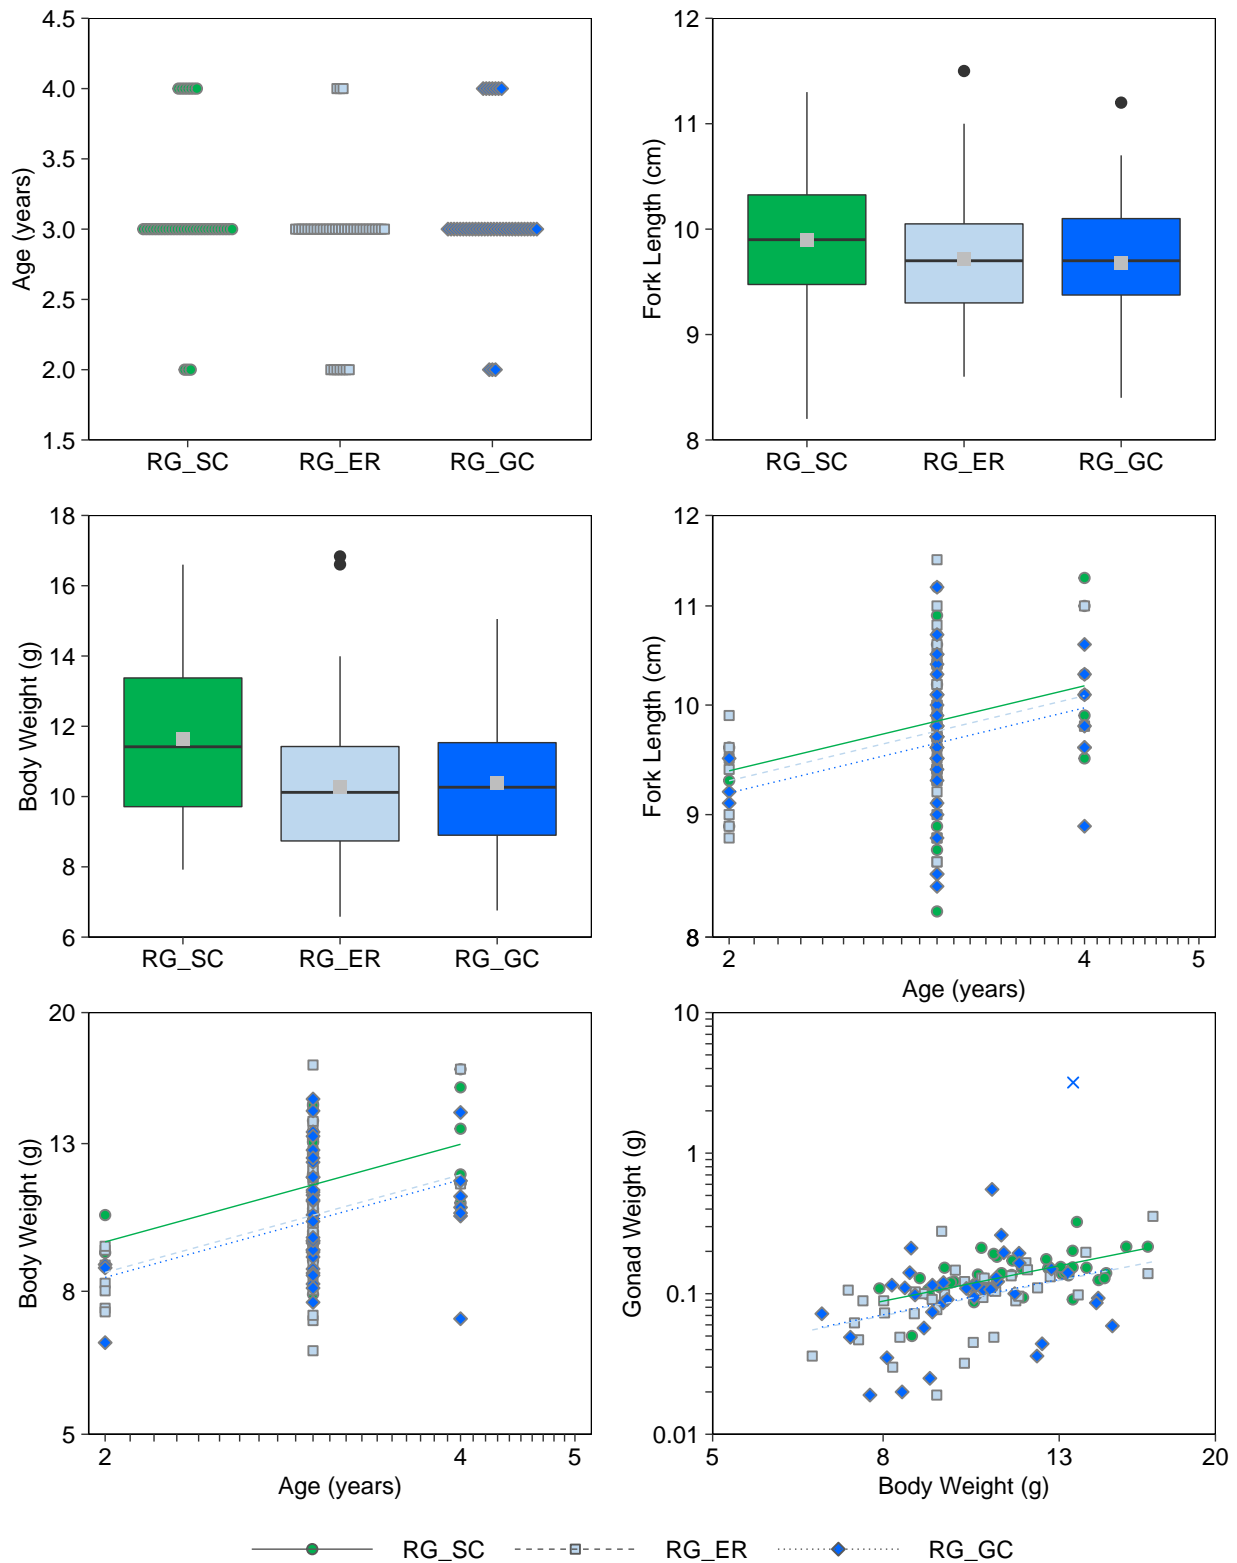 4.5
4.0
3.5
3.0
2.5
2.0
1.5
Age (years)
RG_SC RG_ER RG_GC
12
11
10
9
8
Fork Length (cm)
RG_SC RG_ER RG_GC
18
16
14
12
10
8
6
Body Weight (g)
RG_SC RG_ER RG_GC
12
11
10
9
8
Fork Length (cm)
2 4 5
Age (years)
20
13
8
5
Body Weight (g)
2 4 5
Age (years)
10
1
0.1
0.01
Gonad Weight (g)
5 8 13 20
Body Weight (g)
RG_SC RG_ER RG_GC